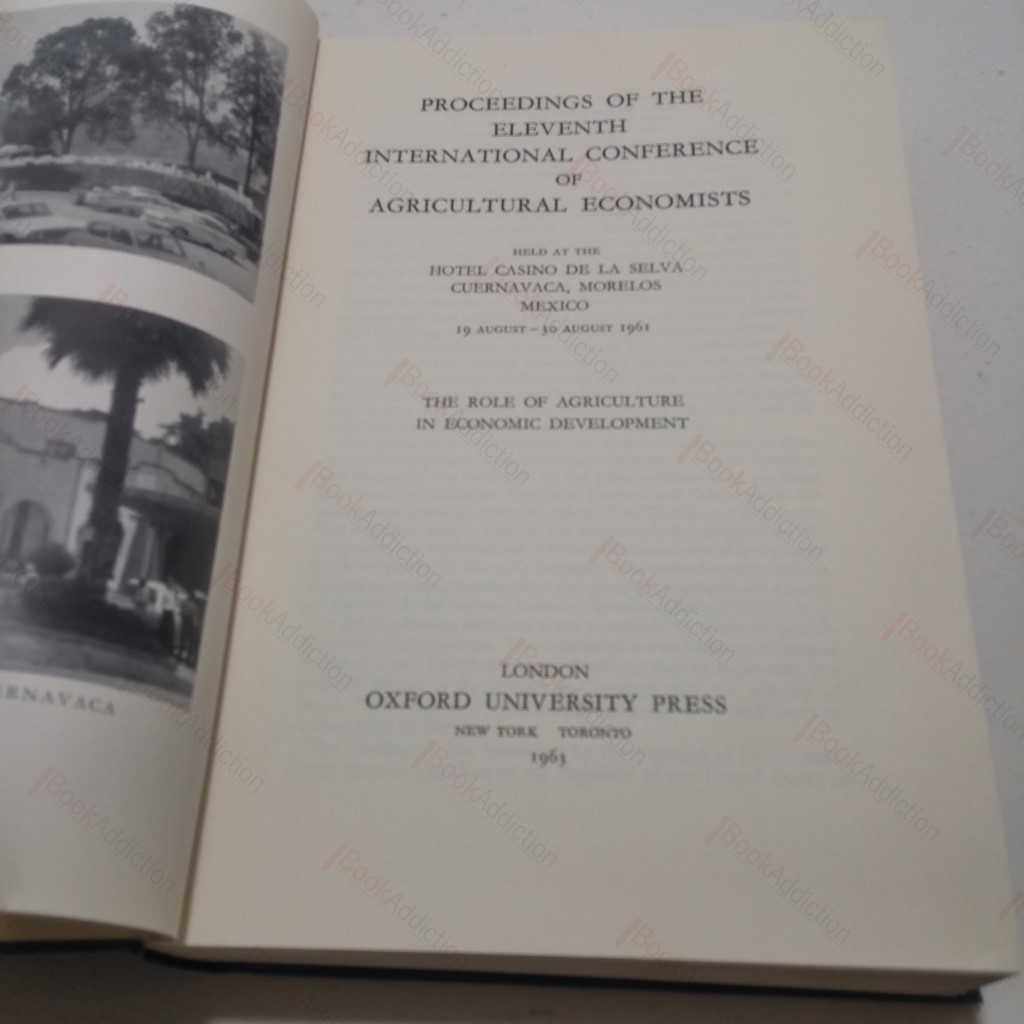 RNAVACA
PROCEEDINGS OF THE
ELEVENTH
INTERNATIONAL CONFERENCE
OF
AGRICULTURAL ECONOMISTS
HELD AT THE
HOTEL CASINO DE LA SELVA
CUERNAVACA, MORELOS
MEXICO
19 AUGUST – 30 AUGUST 1961
THE ROLE OF AGRICULTURE
IN ECONOMIC DEVELOPMENT
LONDON
OXFORD UNIVERSITY PRESS
NEW YORK TORONTO
1963
BookAddiction